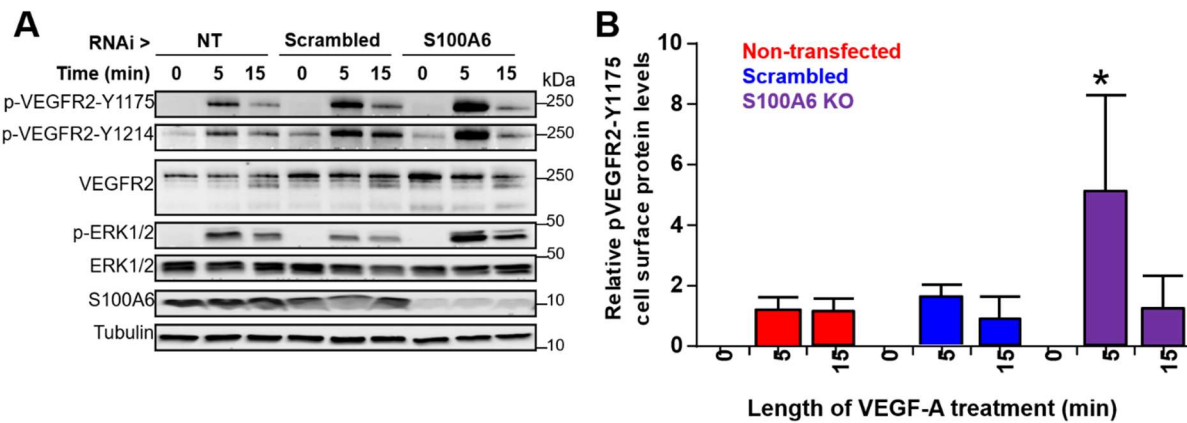 A
RNAi > NT Scrambled S100A6
Time (min) 0 5 15 0 5 15 0 5 15 kDa
p-VEGFR2-Y1175 250
p-VEGFR2-Y1214 250
VEGFR2 250
p-ERK1/2 50
ERK1/2 50
S100A6 10
Tubulin 10
B
Relative pVEGFR2-Y1175
cell surface protein levels
10
8
6
4
2
0
Non-transfected
Scrambled
S100A6 KO
*
0 5 15 0 5 15 0 5 15
Length of VEGF-A treatment (min)